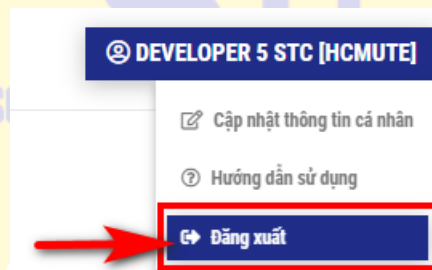 DEVELOPER 5 STC [HCMUTE]
Cập nhật thông tin cá nhân
Hướng dẫn sử dụng
Đăng xuất